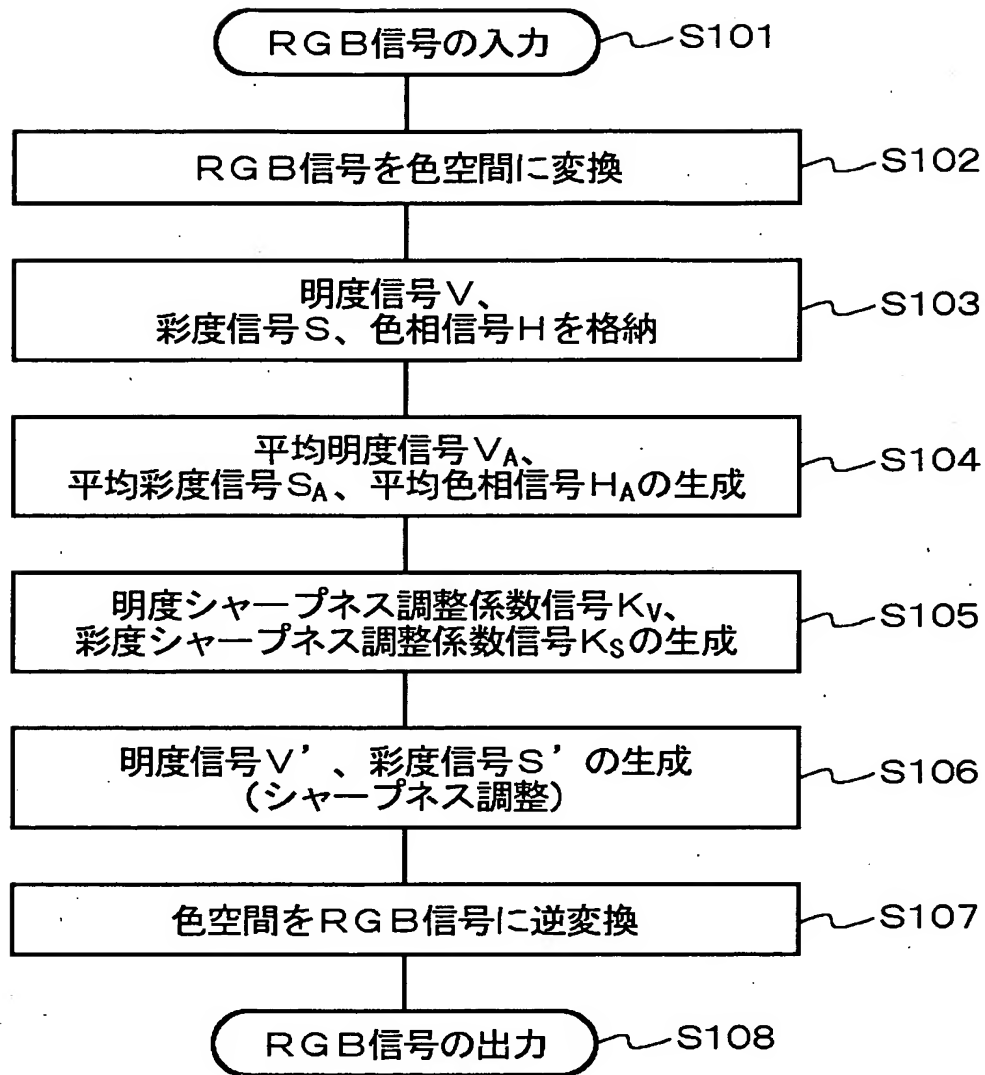 RGB信号の入力 S101
RGB信号を色空間に変換 S102
明度信号V、
彩度信号S、色相信号Hを格納 S103
平均明度信号VA、
平均彩度信号SA、平均色相信号HAの生成 S104
明度シャープネス調整係数信号KV、
彩度シャープネス調整係数信号KSの生成 S105
明度信号V'、彩度信号S'の生成
(シャープネス調整) S106
色空間をRGB信号に逆変換 S107
RGB信号の出力 S108